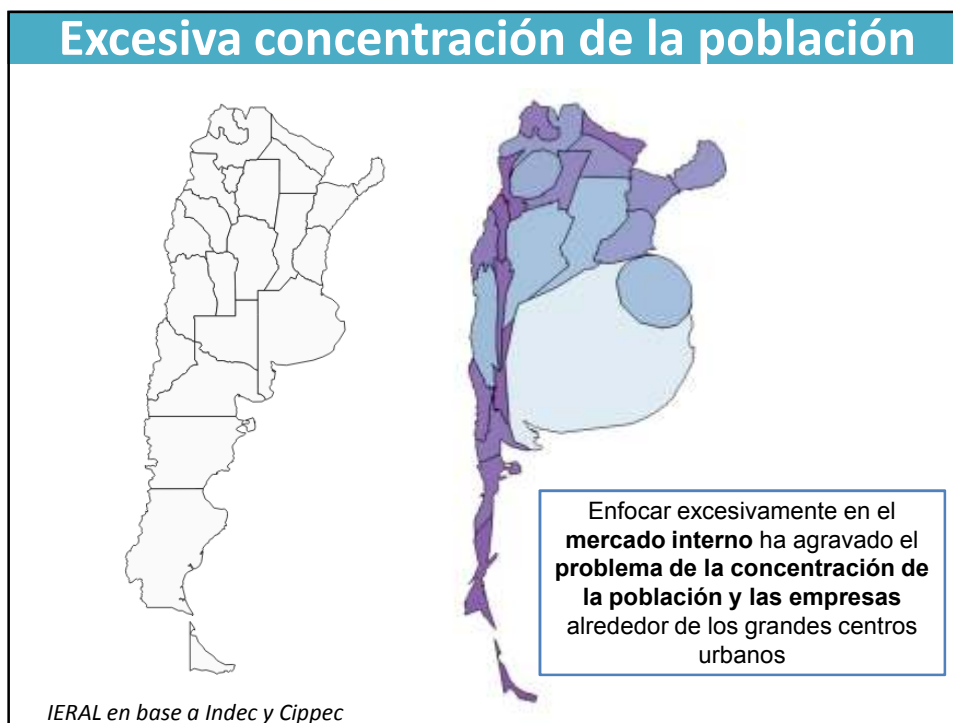 Excesiva concentración de la población
Enfocar excesivamente en el
mercado interno ha agravado el
problema de la concentración de
la población y las empresas
alrededor de los grandes centros
urbanos
IERAL en base a Indec y Cippec